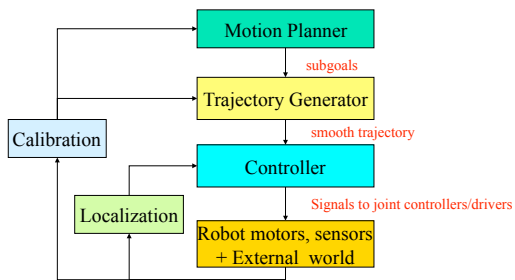 Motion Planner
subgoals
Trajectory Generator
smooth trajectory
Calibration
Controller
Signals to joint controllers/drivers
Localization
Robot motors, sensors
+ External world